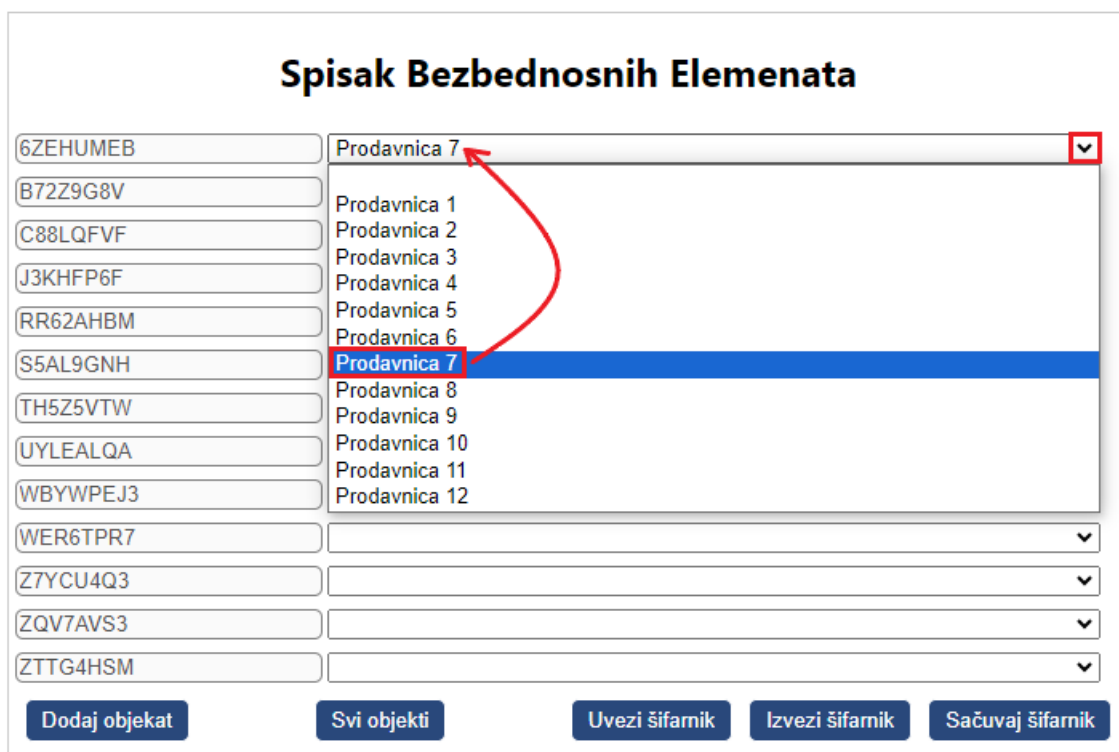 Spisak Bezbednosnih Elemenata
6ZEHUMEB Prodavnica 7
B72Z9G8V
Prodavnica 1
Prodavnica 2
C88LQFVF
Prodavnica 3
J3KHFP6F
Prodavnica 4
Prodavnica 5
RR62AHBM
Prodavnica 6
S5AL9GNH Prodavnica 7
Prodavnica 8
TH5Z5VTW
Prodavnica 9
UYLEALQA
Prodavnica 10
Prodavnica 11
WBYWPEJ3 Prodavnica 12
WER6TPR7
Z7YCU4Q3
ZQV7AVS3
ZTTG4HSM
Dodaj objekat Svi objekti Uvezi šifarnik Izvezi šifarnik Sačuvaj šifarnik